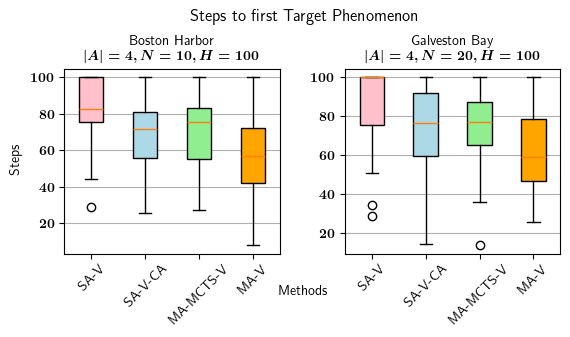 Steps to first Target Phenomenon
Boston Harbor
|A| = 4, N = 10, H = 100
Galveston Bay
|A| = 4, N = 20, H = 100
Steps
100
80
60
40
20
100
80
60
40
20
SA-V
SA-V-CA
MA-MCTS-V
MA-V
SA-V
SA-V-CA
MA-MCTS-V
MA-V
Methods